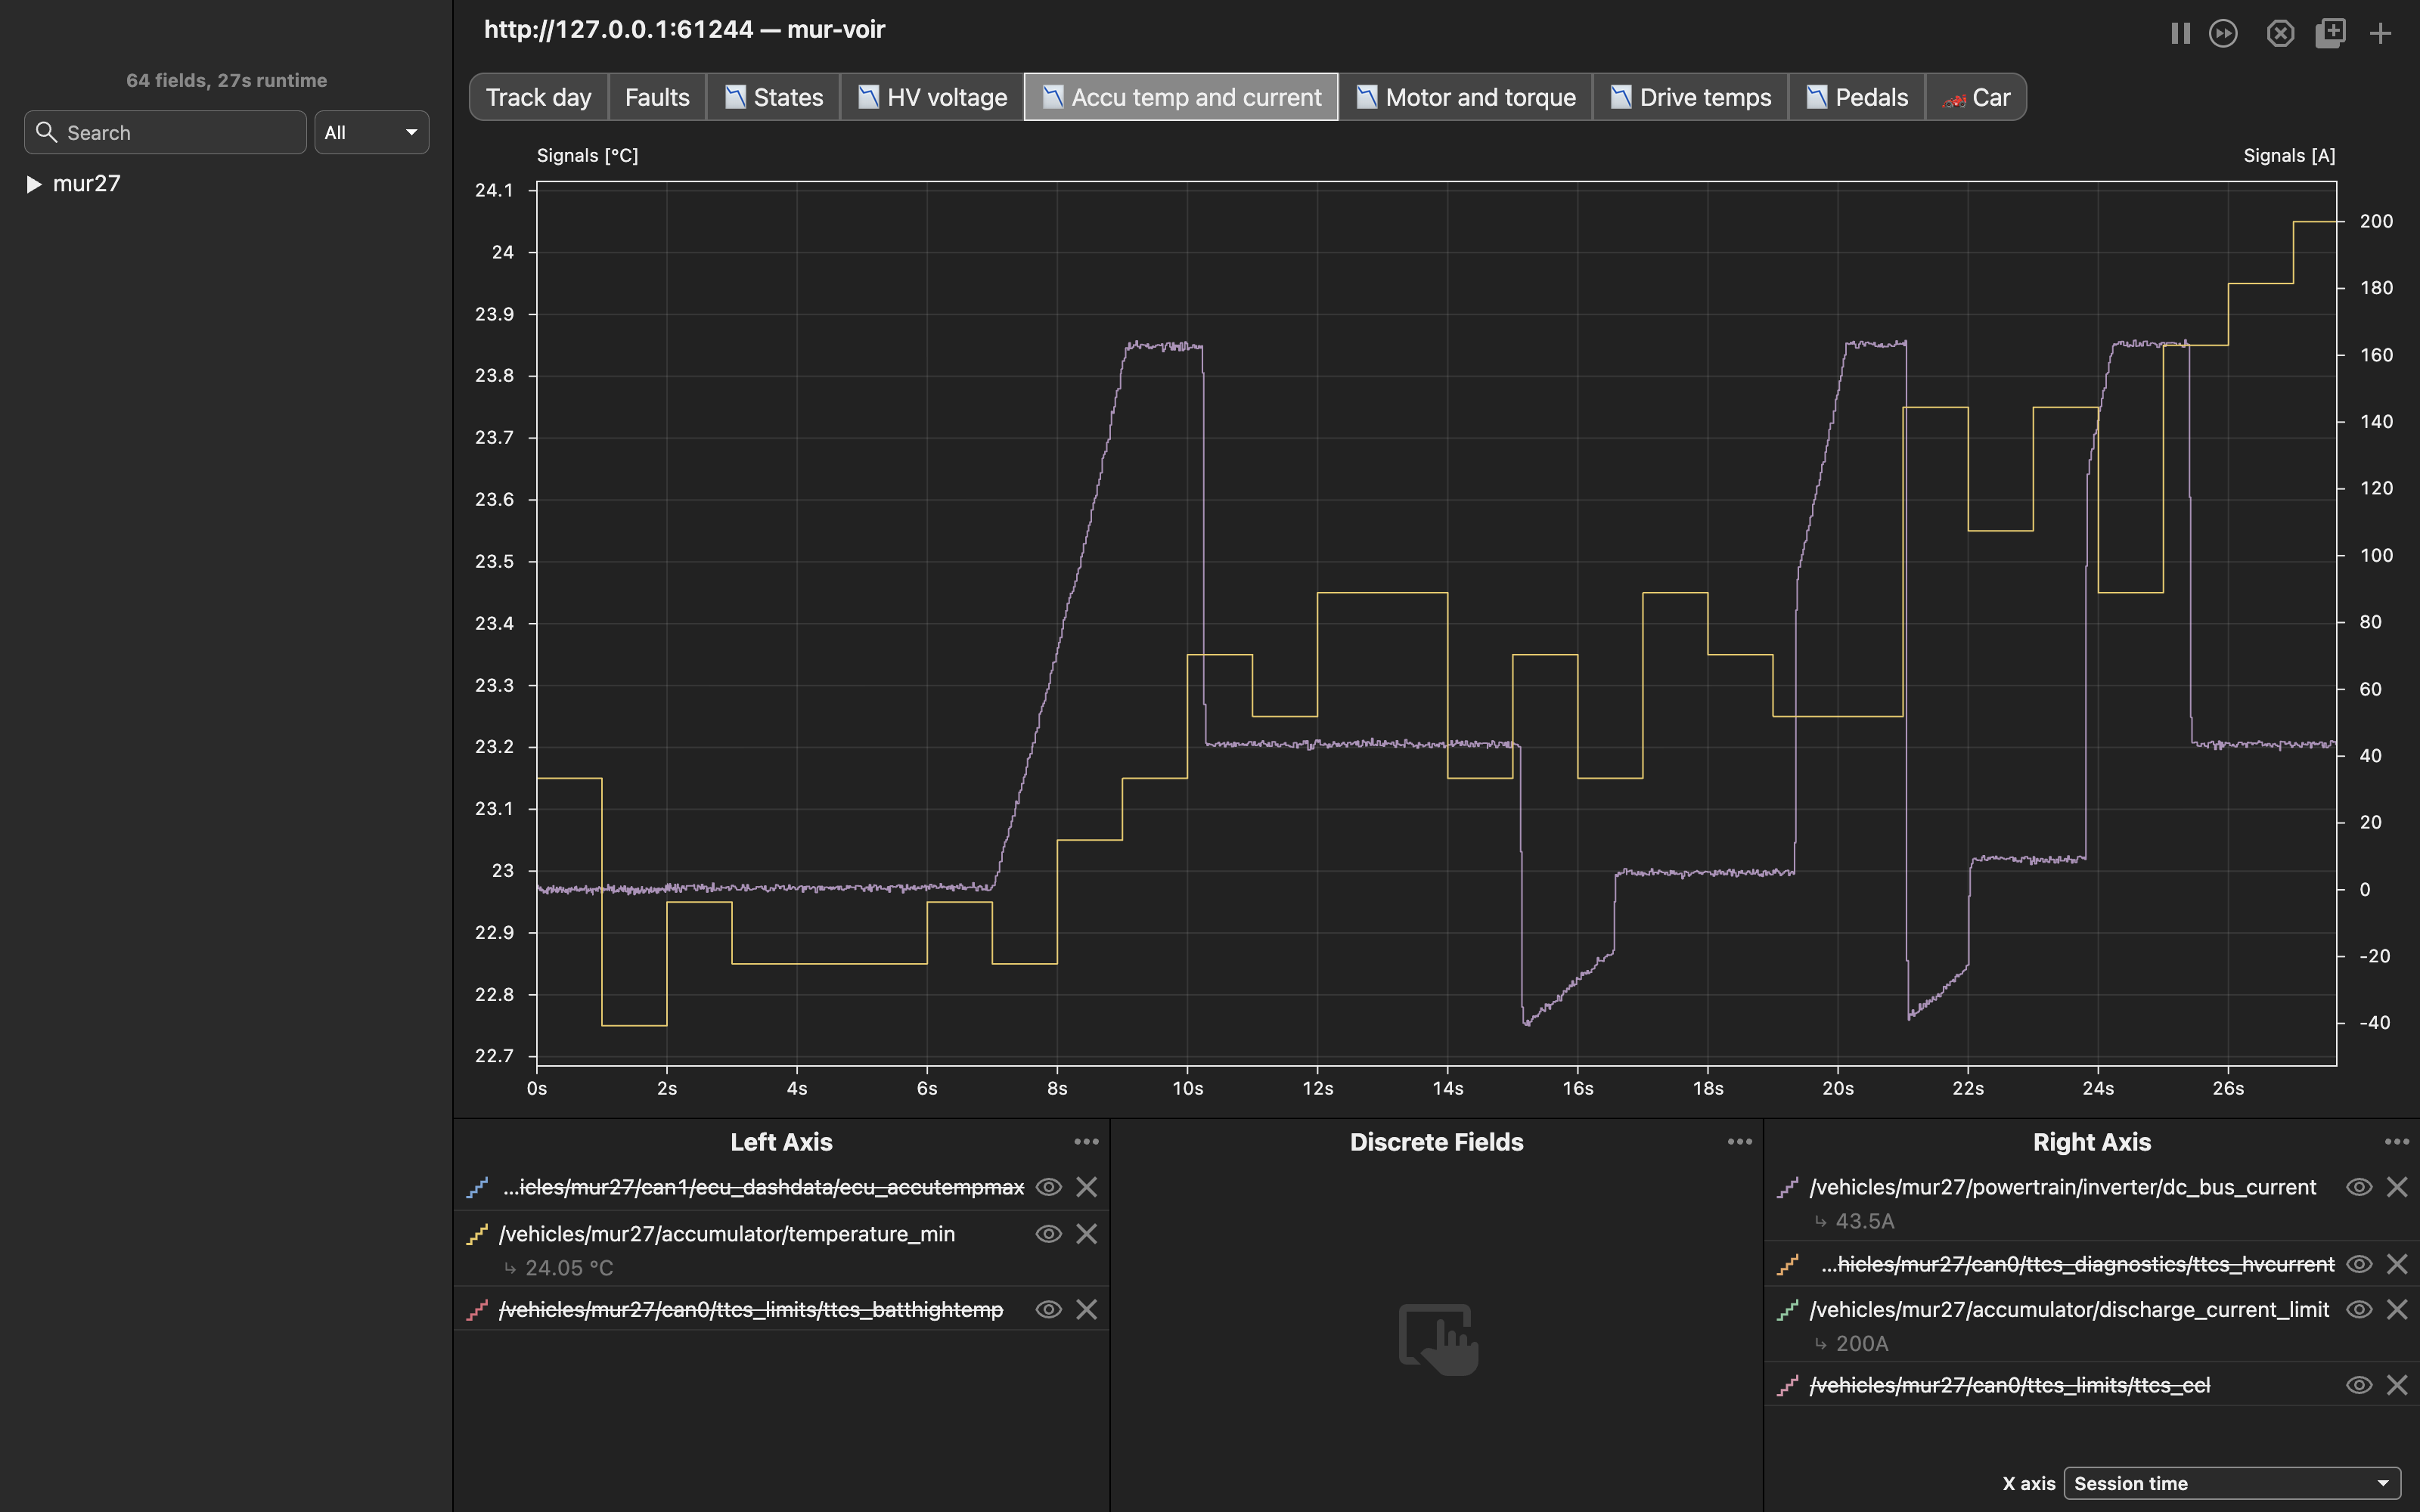 http://127.0.0.1:61244 — mur-voir
64 fields, 27s runtime
Search
All
mur27
Track day
Faults
States
HV voltage
Accu temp and current
Motor and torque
Drive temps
Pedals
Car
Signals [°C]
Signals [A]
24.1
24
23.9
23.8
23.7
23.6
23.5
23.4
23.3
23.2
23.1
23
22.9
22.8
22.7
200
180
160
140
120
100
80
60
40
20
0
-20
-40
0s
2s
4s
6s
8s
10s
12s
14s
16s
18s
20s
22s
24s
26s
Left Axis
...icles/mur27/can1/ecu_dashdata/ecu_accutempmax
/vehicles/mur27/accumulator/temperature_min
↳ 24.05 °C
/vehicles/mur27/can0/ttcs_limits/ttcs_batthightemp
Discrete Fields
Right Axis
/vehicles/mur27/powertrain/inverter/dc_bus_current
↳ 43.5A
...hicles/mur27/can0/ttcs_diagnostics/ttcs_hvcurrent
/vehicles/mur27/accumulator/discharge_current_limit
↳ 200A
/vehicles/mur27/can0/ttcs_limits/ttcs_ccl
X axis
Session time